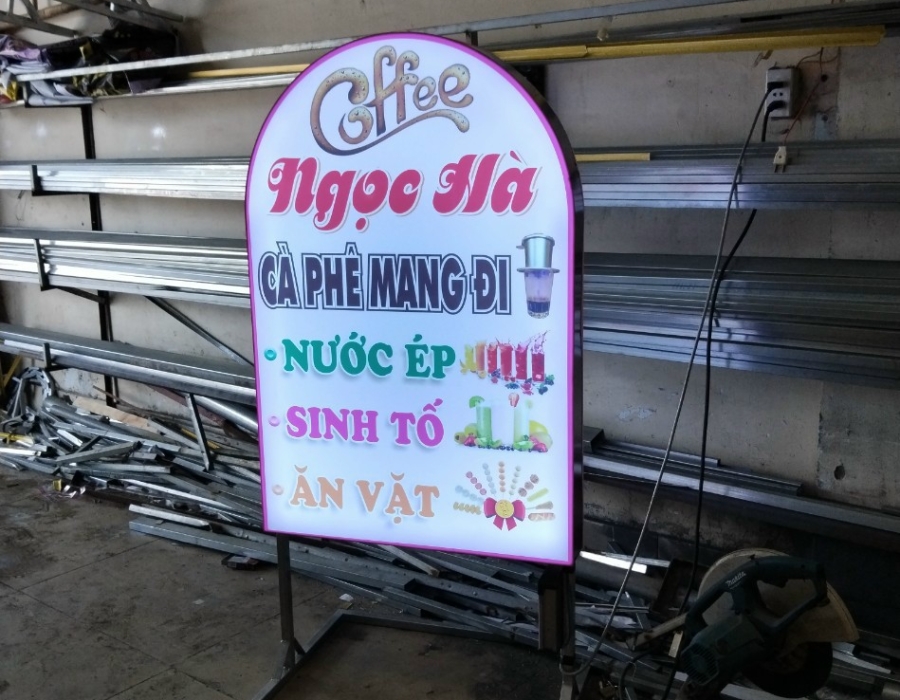 Coffee
Ngọc Hà
CÀ PHÊ MANG ĐI
NƯỚC ÉP
SINH TỐ
ĂN VẶT